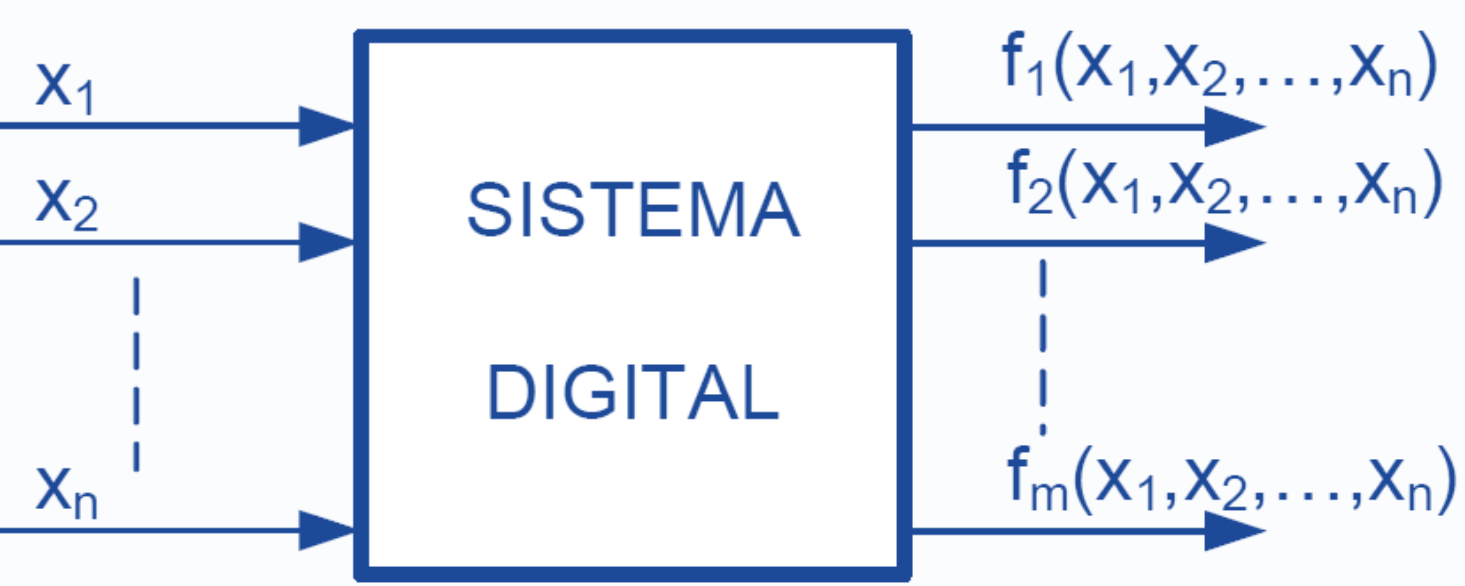 x₁
x₂
xₙ
SISTEMA
DIGITAL
f₁(x₁,x₂,...,xₙ)
f₂(x₁,x₂,...,xₙ)
fₘ(x₁,x₂,...,xₙ)